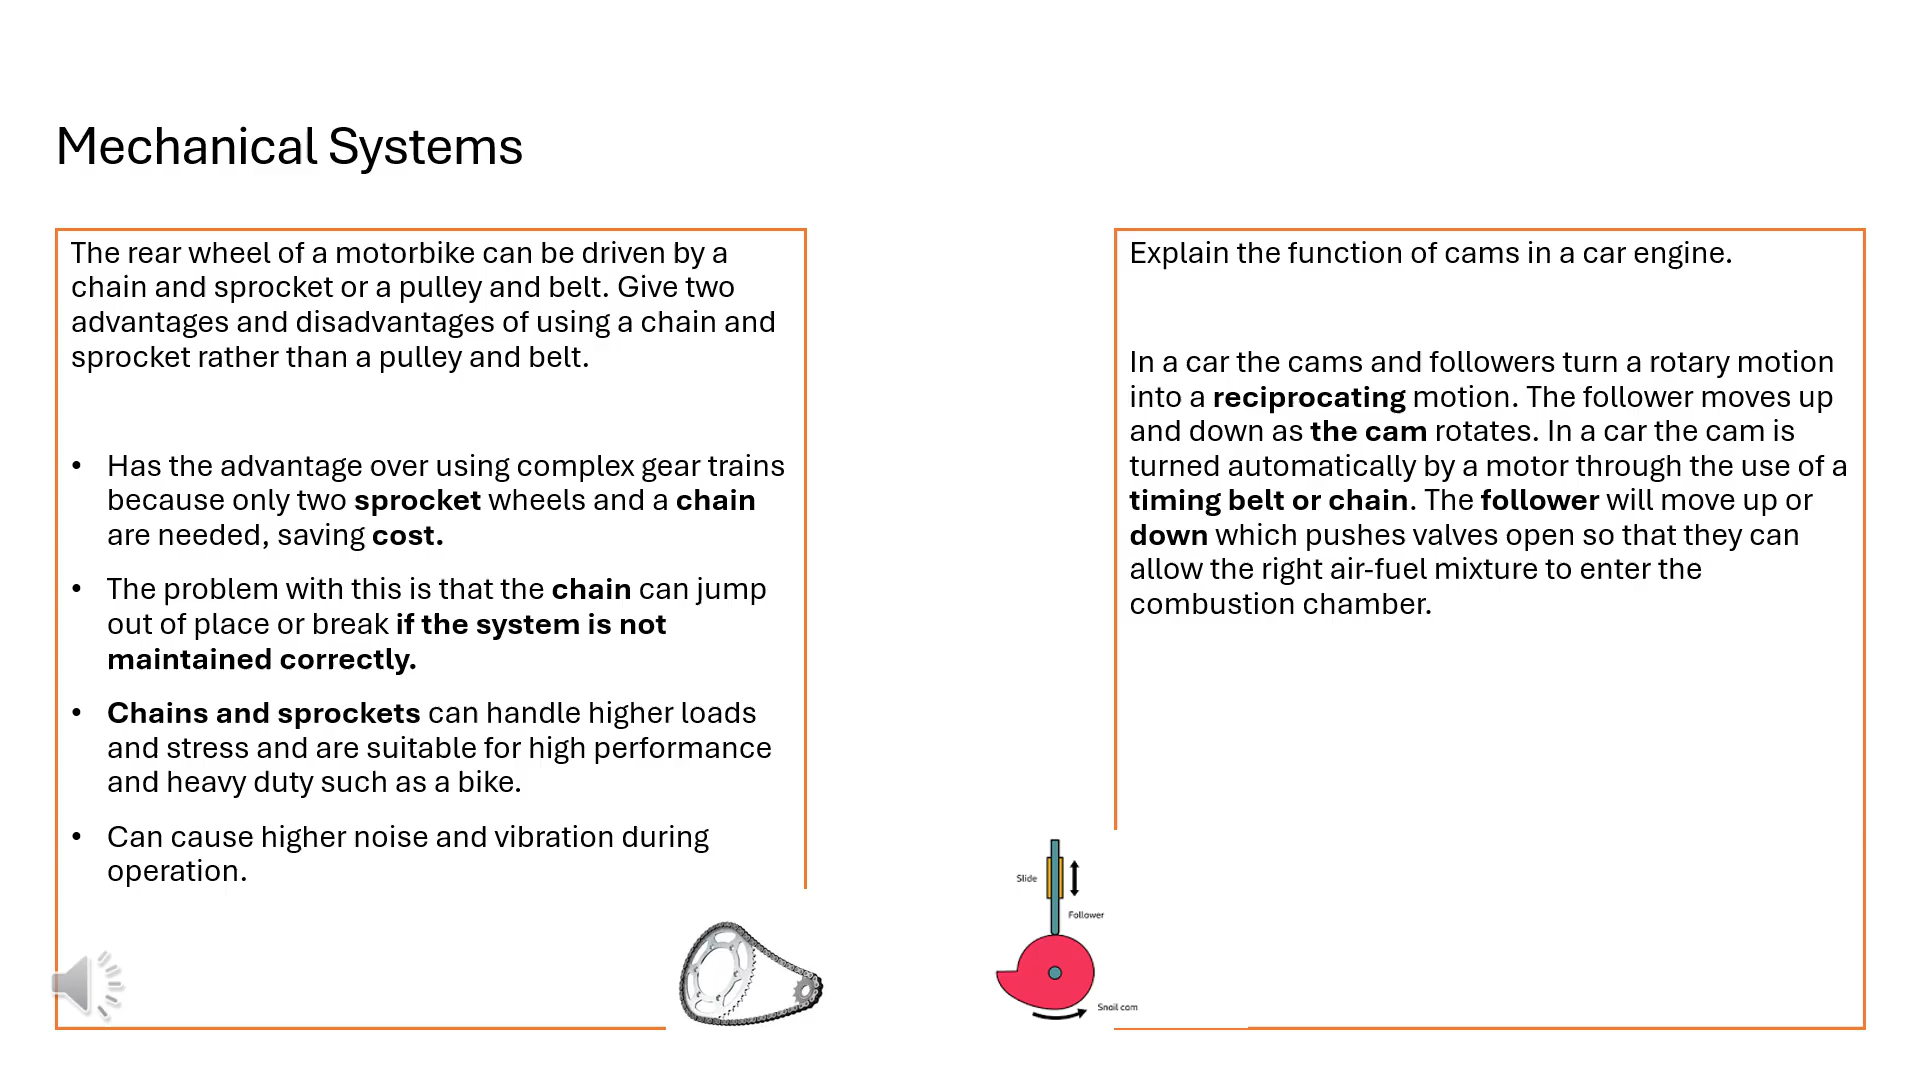 Mechanical Systems
The rear wheel of a motorbike can be driven by a
chain and sprocket or a pulley and belt. Give two
advantages and disadvantages of using a chain and
sprocket rather than a pulley and belt.
• Has the advantage over using complex gear trains
because only two sprocket wheels and a chain
are needed, saving cost.
• The problem with this is that the chain can jump
out of place or break if the system is not
maintained correctly.
• Chains and sprockets can handle higher loads
and stress and are suitable for high performance
and heavy duty such as a bike.
• Can cause higher noise and vibration during
operation.
Explain the function of cams in a car engine.
In a car the cams and followers turn a rotary motion
into a reciprocating motion. The follower moves up
and down as the cam rotates. In a car the cam is
turned automatically by a motor through the use of a
timing belt or chain. The follower will move up or
down which pushes valves open so that they can
allow the right air-fuel mixture to enter the
combustion chamber.
Slide
Follower
Snail cam